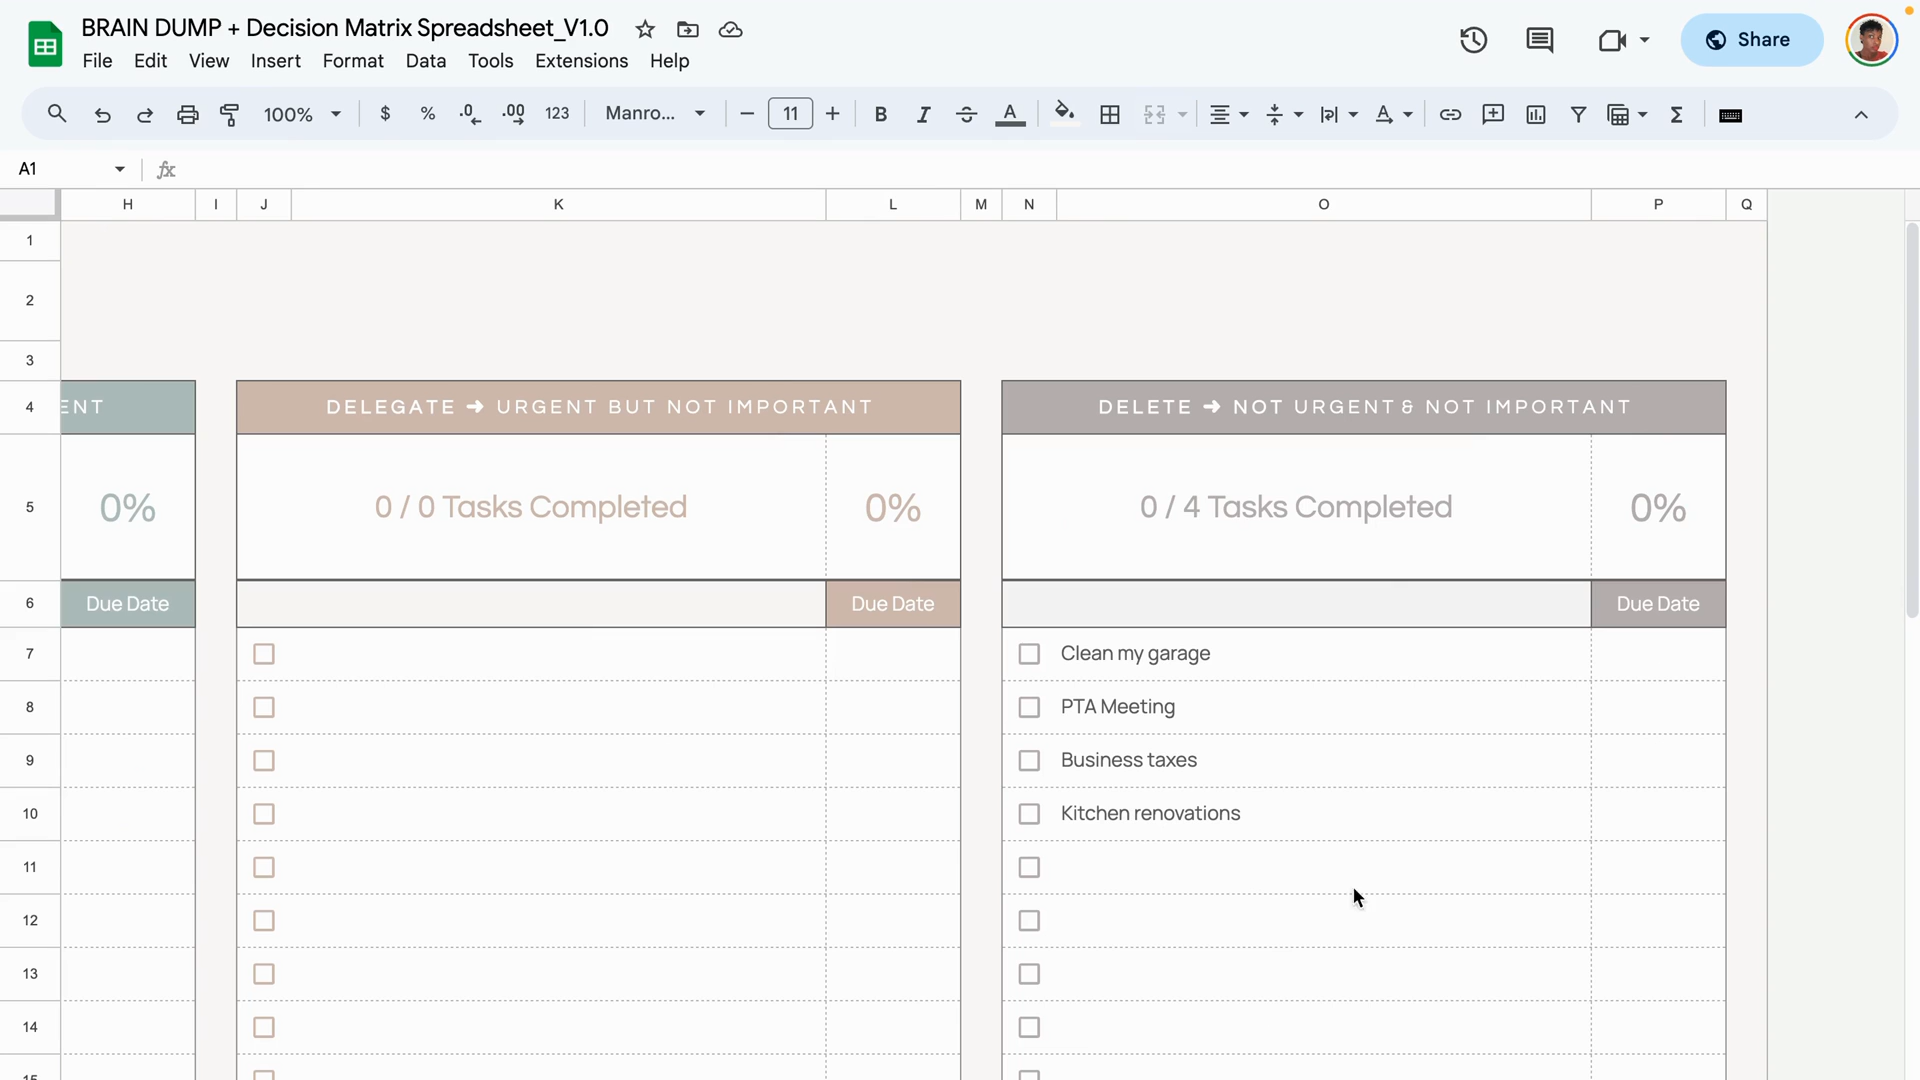 BRAIN DUMP + Decision Matrix Spreadsheet_V1.0
File Edit View Insert Format Data Tools Extensions Help
Share
100% $ % .0 .00 123 Manro... 11 B I A A Σ
A1 fx
H I J K L M N O P Q
1
2
3
4 ENT DELEGATE ➜ URGENT BUT NOT IMPORTANT DELETE ➜ NOT URGENT & NOT IMPORTANT
5 0% 0 / 0 Tasks Completed 0% 0 / 4 Tasks Completed 0%
6 Due Date Due Date Due Date
7 Clean my garage
8 PTA Meeting
9 Business taxes
10 Kitchen renovations
11
12
13
14
15